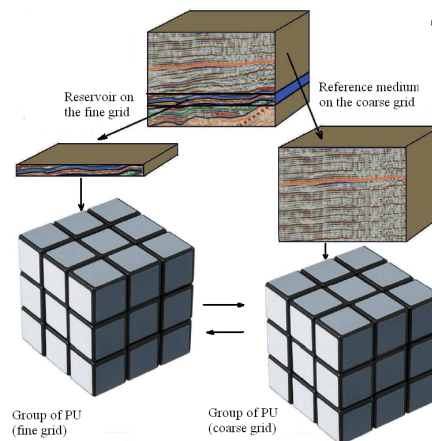 Reservoir on
the fine grid
Reference medium
on the coarse grid
Group of PU
(fine grid)
Group of PU
(coarse grid)